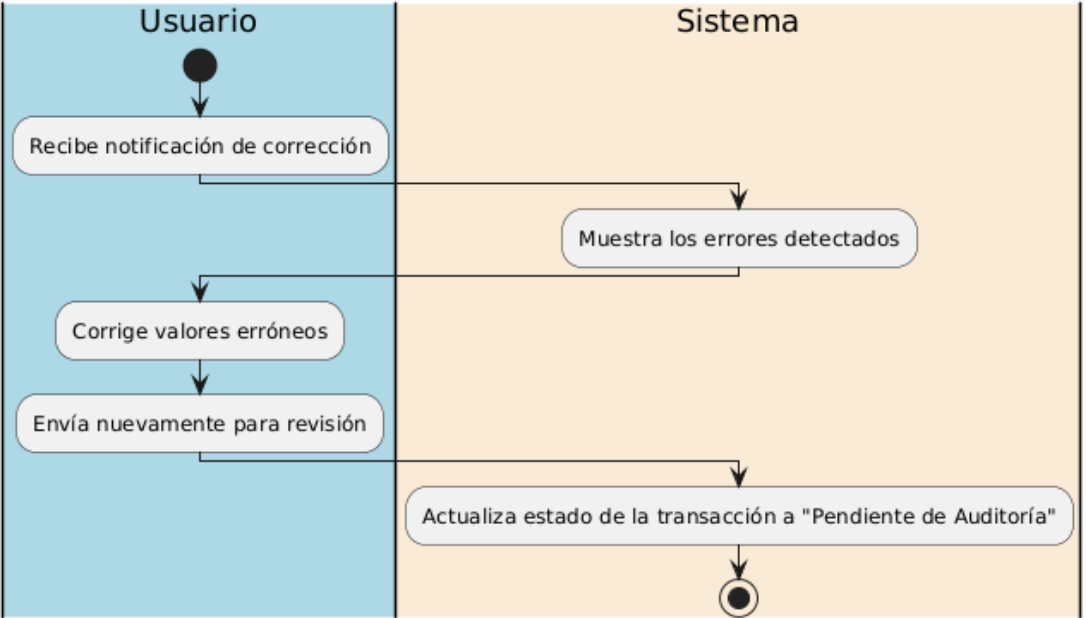 Usuario
Sistema
Recibe notificación de corrección
Muestra los errores detectados
Corrige valores erróneos
Envía nuevamente para revisión
Actualiza estado de la transacción a "Pendiente de Auditoría"